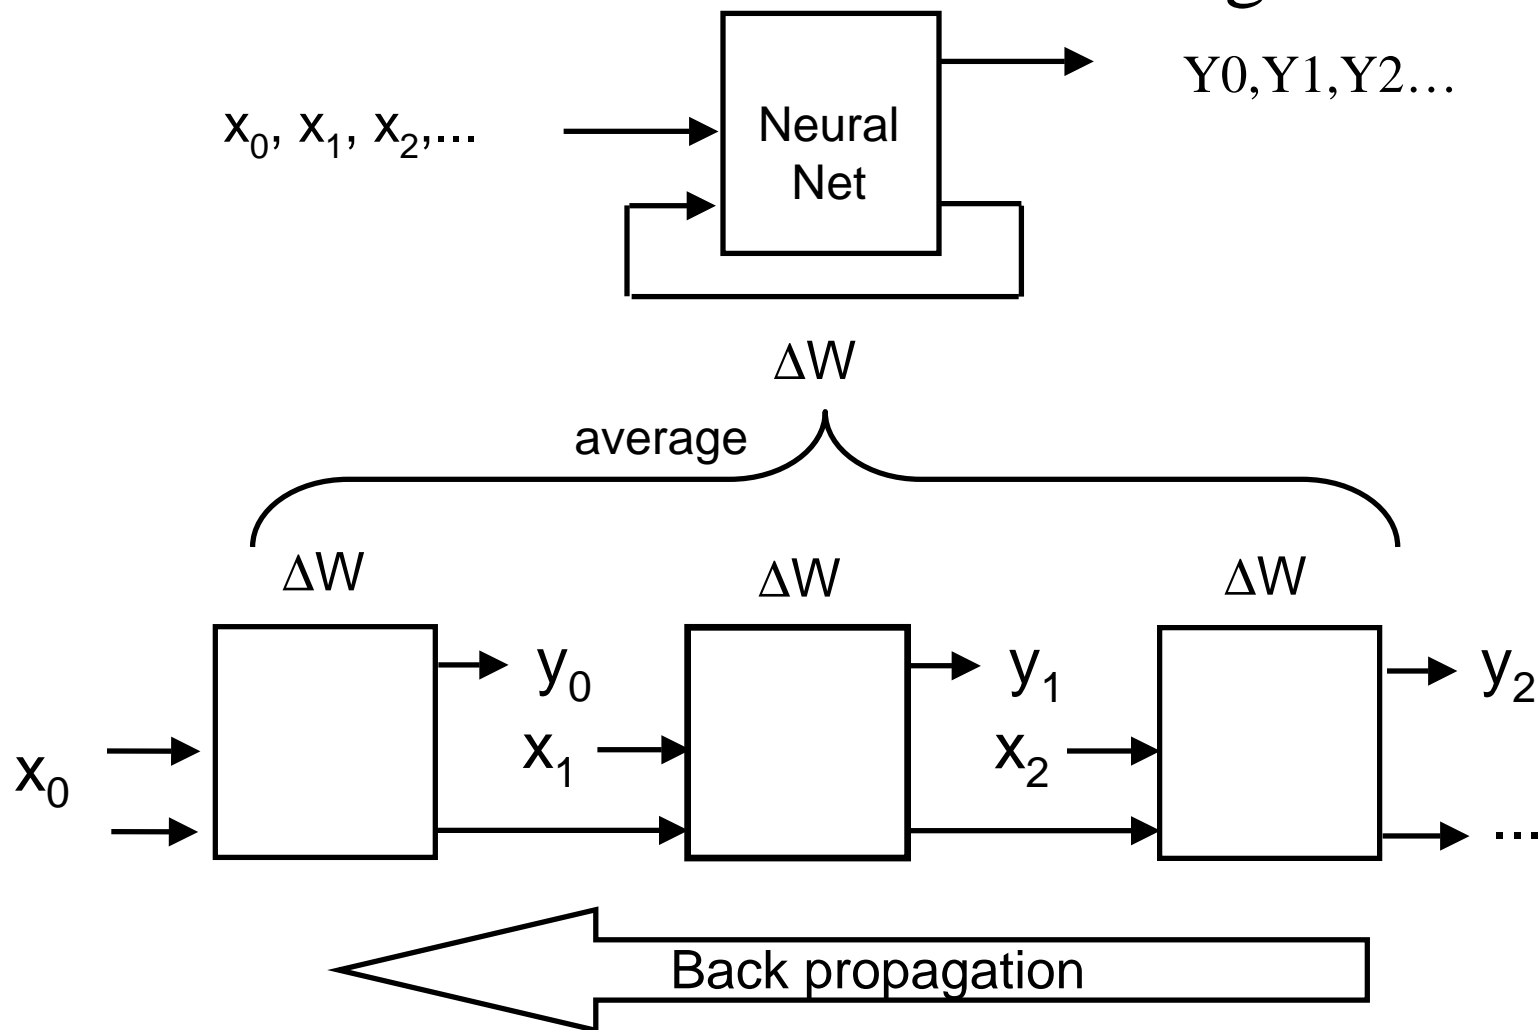 Y0,Y1,Y2…
x₀, x₁, x₂,...
Neural
Net
ΔW
average
ΔW ΔW ΔW
y₀ y₁ y₂
x₀ x₁ x₂
...
Back propagation